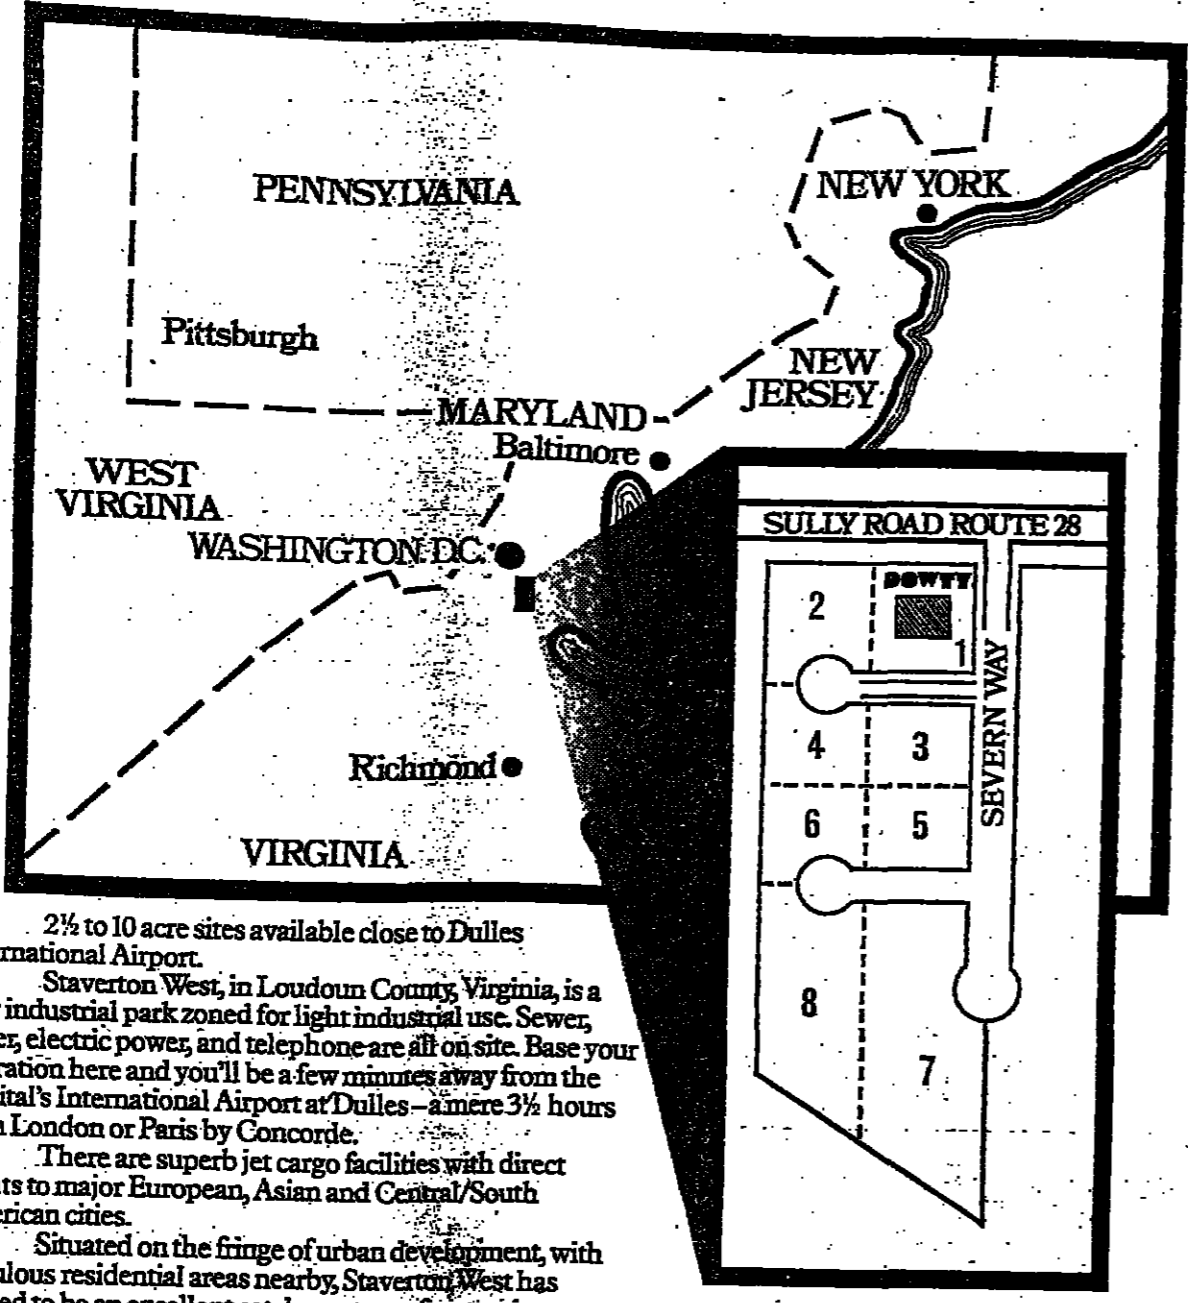 PENNSYLVANIA
NEW YORK
Pittsburgh
NEW
JERSEY
MARYLAND
Baltimore
WEST
VIRGINIA
WASHINGTON D.C.
Richmond
VIRGINIA
SULLY ROAD ROUTE 28
DOWTY
2
1
SEVERN WAY
4
3
6
5
8
7
2½ to 10 acre sites available close to Dulles
rnational Airport.
Staverton West, in Loudoun County, Virginia, is a
industrial park zoned for light industrial use. Sewer,
er, electric power, and telephone are all on site. Base your
ration here and you'll be a few minutes away from the
ital's International Airport at Dulles–a mere 3½ hours
London or Paris by Concorde.
There are superb jet cargo facilities with direct
ts to major European, Asian and Central/South
erican cities.
Situated on the fringe of urban development, with
ulous residential areas nearby, Staverton West has